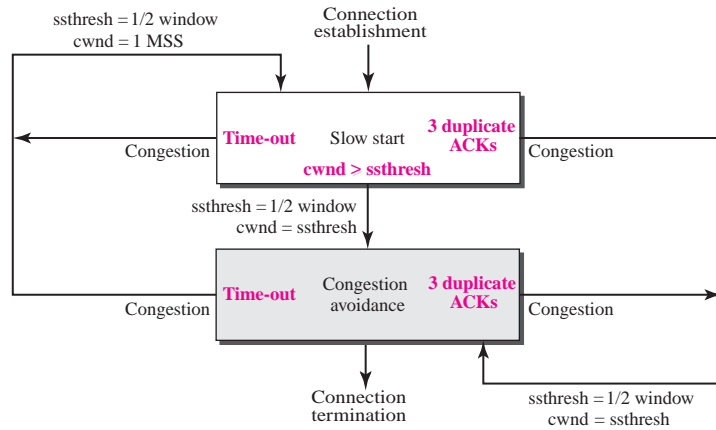 ssthresh = 1/2 window
cwnd = 1 MSS
Connection
establishment
Time-out
Slow start
3 duplicate
ACKs
cwnd > ssthresh
Congestion
Congestion
ssthresh = 1/2 window
cwnd = ssthresh
Time-out
Congestion
avoidance
3 duplicate
ACKs
Congestion
Congestion
Connection
termination
ssthresh = 1/2 window
cwnd = ssthresh